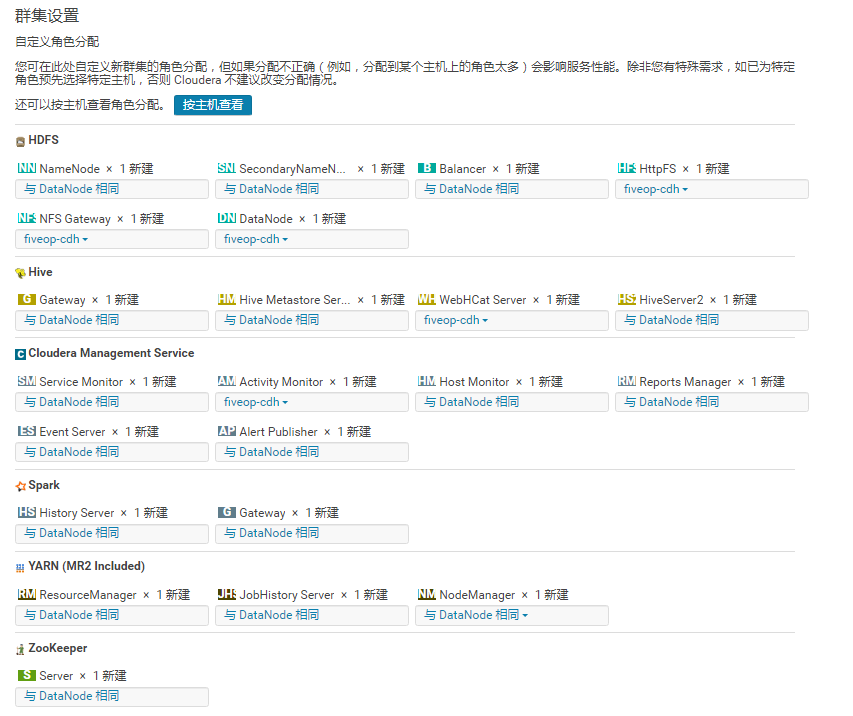 群集设置
自定义角色分配
您可在此处自定义新群集的角色分配，但如果分配不正确（例如，分配到某个主机上的角色太多）会影响服务性能。除非您有特殊需求，如已为特定
角色预先选择特定主机，否则 Cloudera 不建议改变分配情况。
还可以按主机查看角色分配。 按主机查看
HDFS
NN NameNode × 1 新建 SNN SecondaryNameN... × 1 新建 B Balancer × 1 新建 HFS HttpFS × 1 新建
与 DataNode 相同 与 DataNode 相同 与 DataNode 相同 fiveop-cdh
NFS NFS Gateway × 1 新建 DN DataNode × 1 新建
fiveop-cdh fiveop-cdh
Hive
G Gateway × 1 新建 HMS Hive Metastore Ser... × 1 新建 WHC WebHCat Server × 1 新建 HS2 HiveServer2 × 1 新建
与 DataNode 相同 与 DataNode 相同 fiveop-cdh 与 DataNode 相同
C Cloudera Management Service
SM Service Monitor × 1 新建 AM Activity Monitor × 1 新建 HM Host Monitor × 1 新建 RM Reports Manager × 1 新建
与 DataNode 相同 fiveop-cdh 与 DataNode 相同 与 DataNode 相同
ES Event Server × 1 新建 AP Alert Publisher × 1 新建
与 DataNode 相同 与 DataNode 相同
Spark
HS History Server × 1 新建 G Gateway × 1 新建
与 DataNode 相同 与 DataNode 相同
YARN (MR2 Included)
RM ResourceManager × 1 新建 JHS JobHistory Server × 1 新建 NM NodeManager × 1 新建
与 DataNode 相同 与 DataNode 相同 与 DataNode 相同
ZooKeeper
S Server × 1 新建
与 DataNode 相同